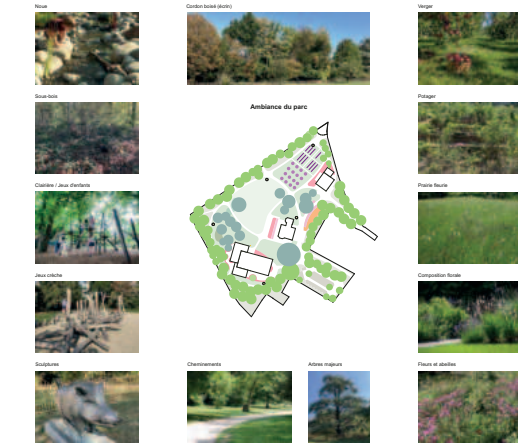 Noue
Cordon boisé (écrin)
Verger
Sous-bois
Ambiance du parc
Potager
Clairière / Jeux d'enfants
Prairie fleurie
Jeux crèche
Composition florale
Sculptures
Cheminements
Arbres majeurs
Fleurs et abeilles